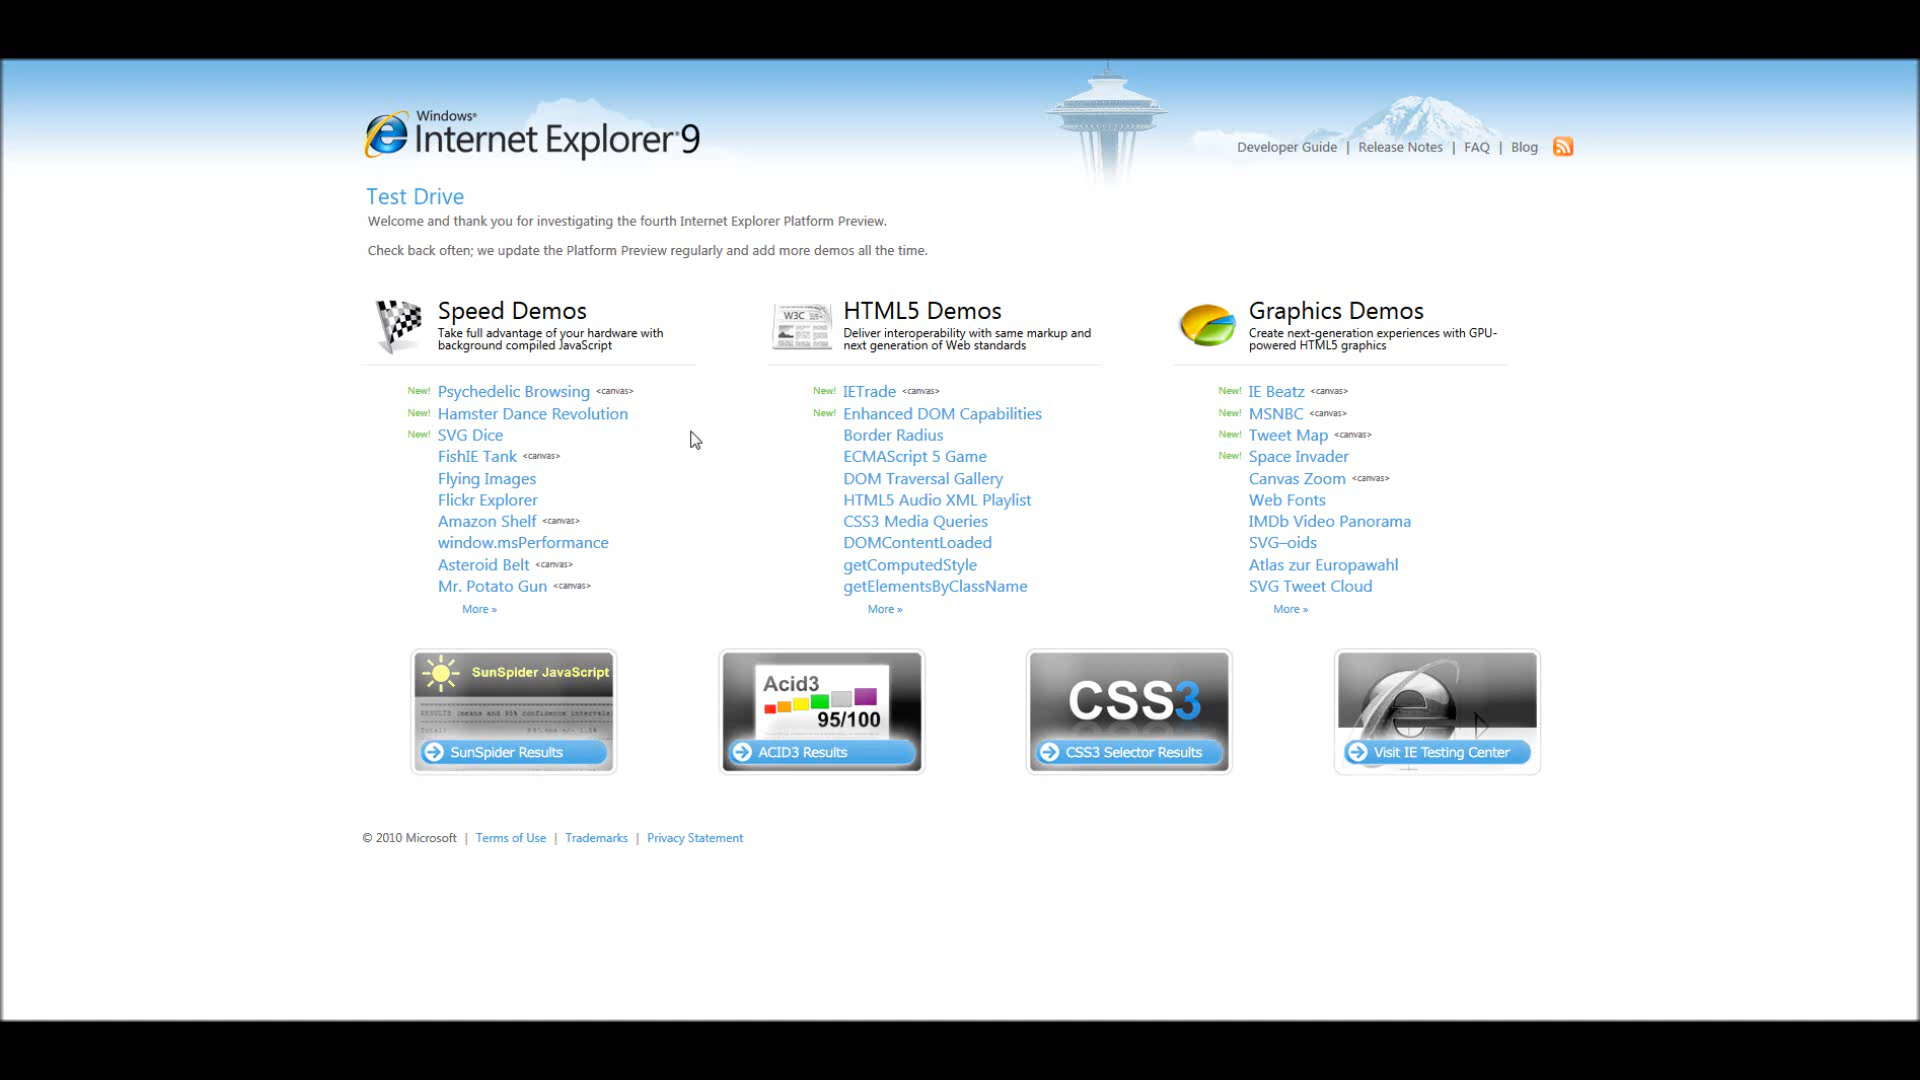 Windows®
Internet Explorer 9
Developer Guide | Release Notes | FAQ | Blog
Test Drive
Welcome and thank you for investigating the fourth Internet Explorer Platform Preview.
Check back often; we update the Platform Preview regularly and add more demos all the time.
Speed Demos
Take full advantage of your hardware with
background compiled JavaScript
New! Psychedelic Browsing <canvas>
New! Hamster Dance Revolution
New! SVG Dice
FishIE Tank <canvas>
Flying Images
Flickr Explorer
Amazon Shelf <canvas>
window.msPerformance
Asteroid Belt <canvas>
Mr. Potato Gun <canvas>
More »
W3C
HTML5 Demos
Deliver interoperability with same markup and
next generation of Web standards
New! IETrade <canvas>
New! Enhanced DOM Capabilities
Border Radius
ECMAScript 5 Game
DOM Traversal Gallery
HTML5 Audio XML Playlist
CSS3 Media Queries
DOMContentLoaded
getComputedStyle
getElementsByClassName
More »
Graphics Demos
Create next-generation experiences with GPU-
powered HTML5 graphics
New! IE Beatz <canvas>
New! MSNBC <canvas>
New! Tweet Map <canvas>
New! Space Invader
Canvas Zoom <canvas>
Web Fonts
IMDb Video Panorama
SVG–oids
Atlas zur Europawahl
SVG Tweet Cloud
More »
SunSpider JavaScript
RESULTS (means and 95% confidence intervals
Total:
SunSpider Results
Acid3
95/100
ACID3 Results
CSS3
CSS3 Selector Results
Visit IE Testing Center
© 2010 Microsoft | Terms of Use | Trademarks | Privacy Statement